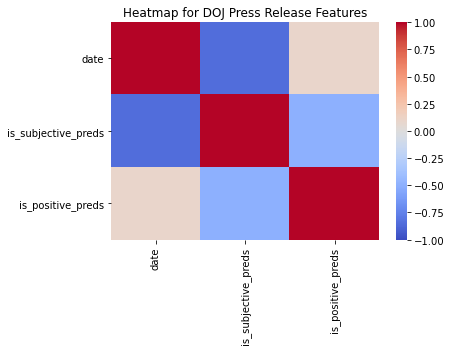 Heatmap for DOJ Press Release Features
date
is_subjective_preds
is_positive_preds
date
is_subjective_preds
is_positive_preds
1.00
0.75
0.50
0.25
0.00
−0.25
−0.50
−0.75
−1.00